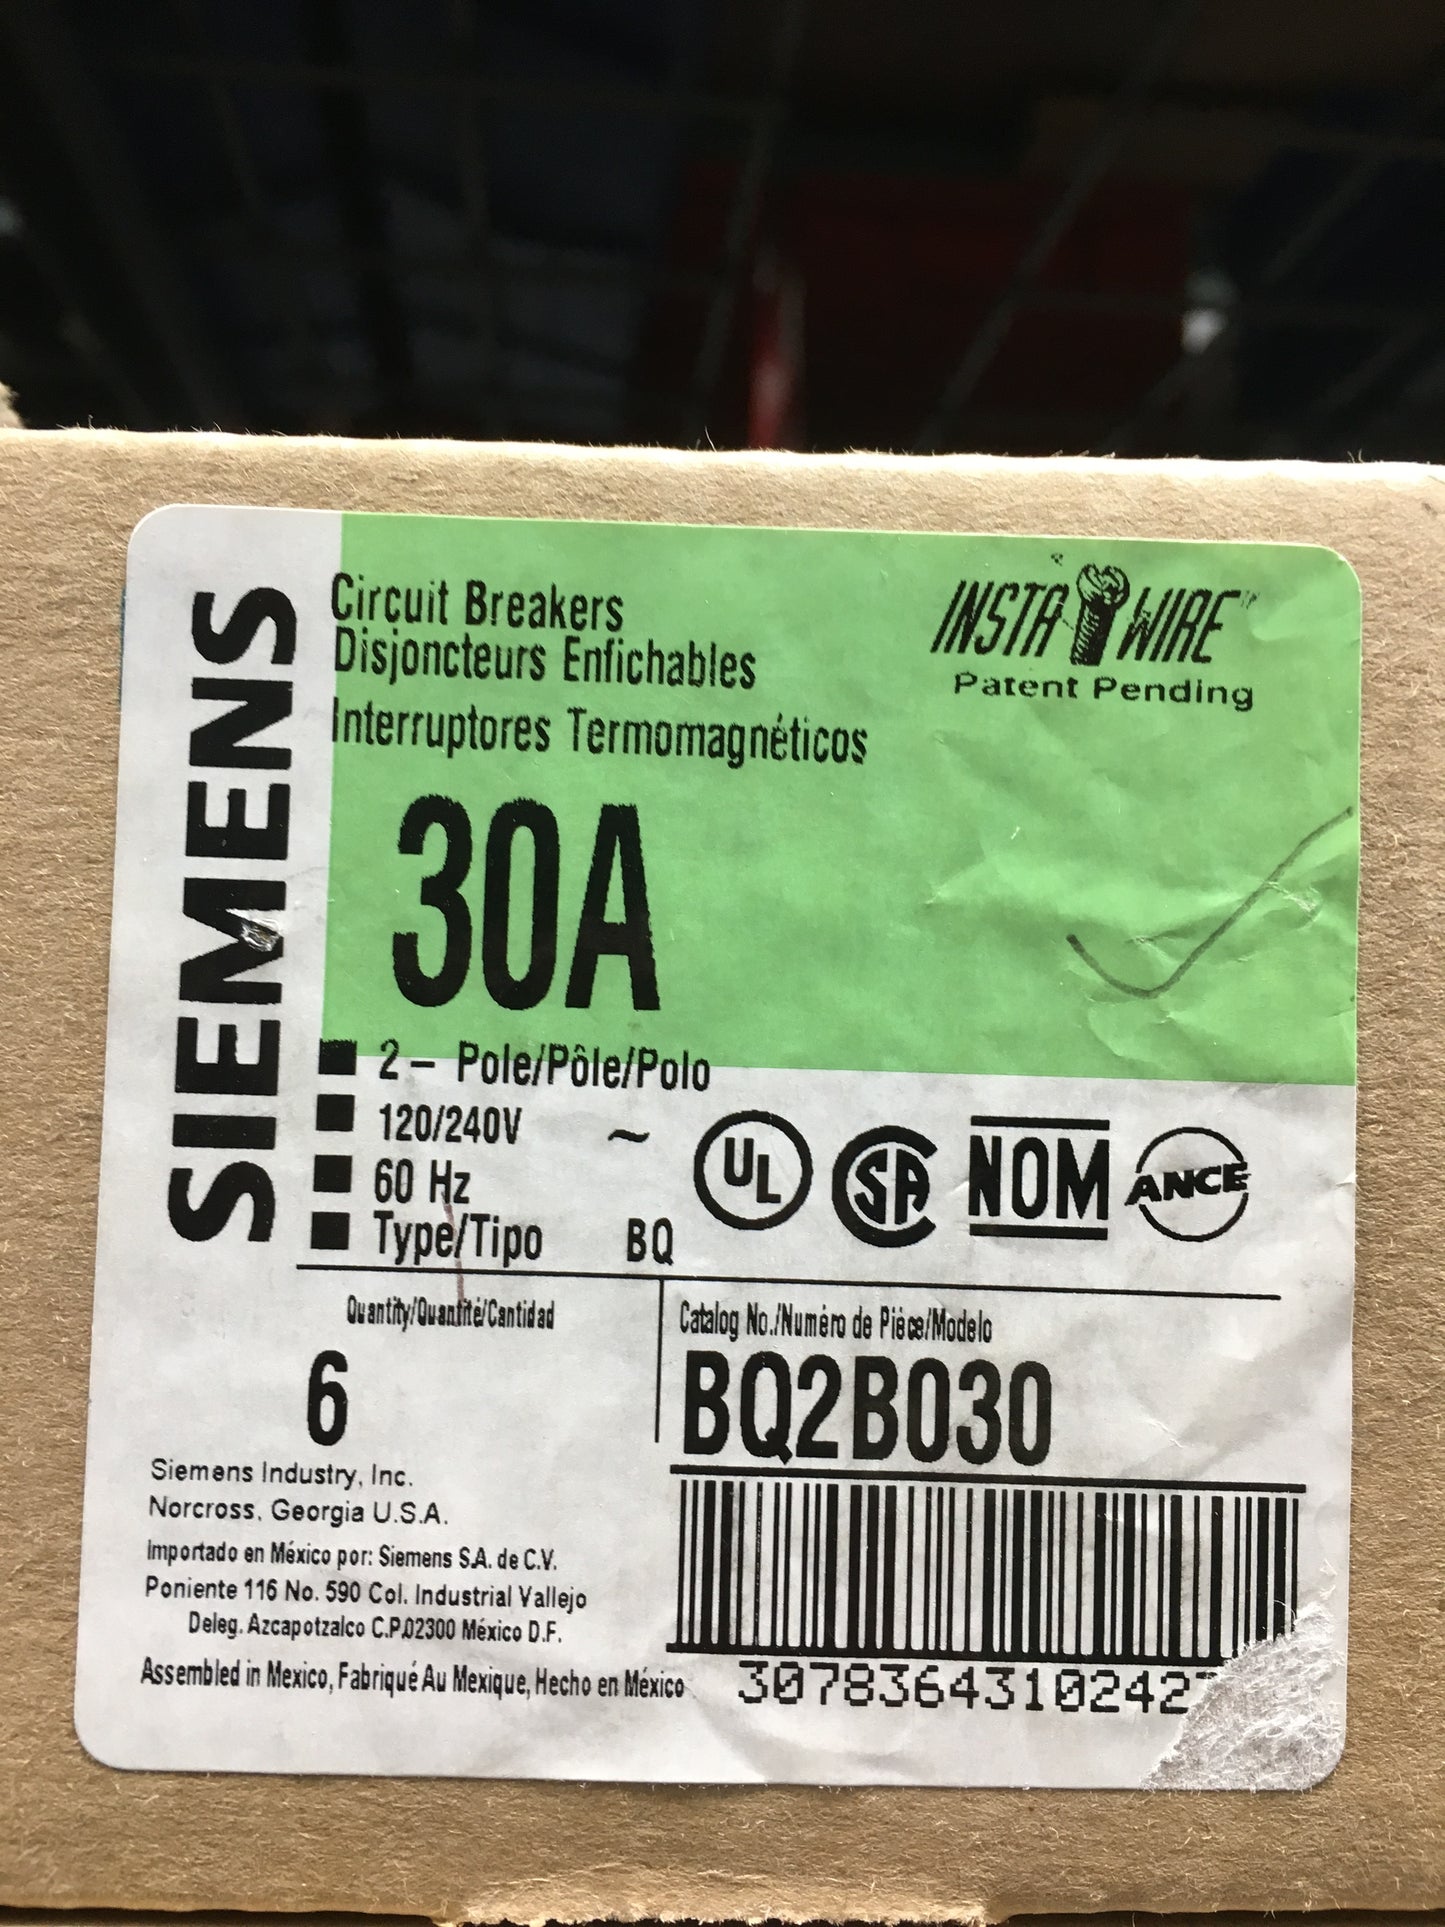 SIEMENS
Circuit Breakers
Disjoncteurs Enfichables
Interruptores Termomagnéticos
INSTA WIRE
Patent Pending
30A
2 - Pole/Pôle/Polo
120/240V ~
60 Hz
Type/Tipo BQ
UL
SA
NOM
ANCE
Quantity/Quantité/Cantidad
6
Catalog No./Numéro de Pièce/Modelo
BQ2B030
Siemens Industry, Inc.
Norcross, Georgia U.S.A.
Importado en México por: Siemens S.A. de C.V.
Poniente 116 No. 590 Col. Industrial Vallejo
Deleg. Azcapotzalco C.P.02300 México D.F.
Assembled in Mexico, Fabriqué Au Mexique, Hecho en México